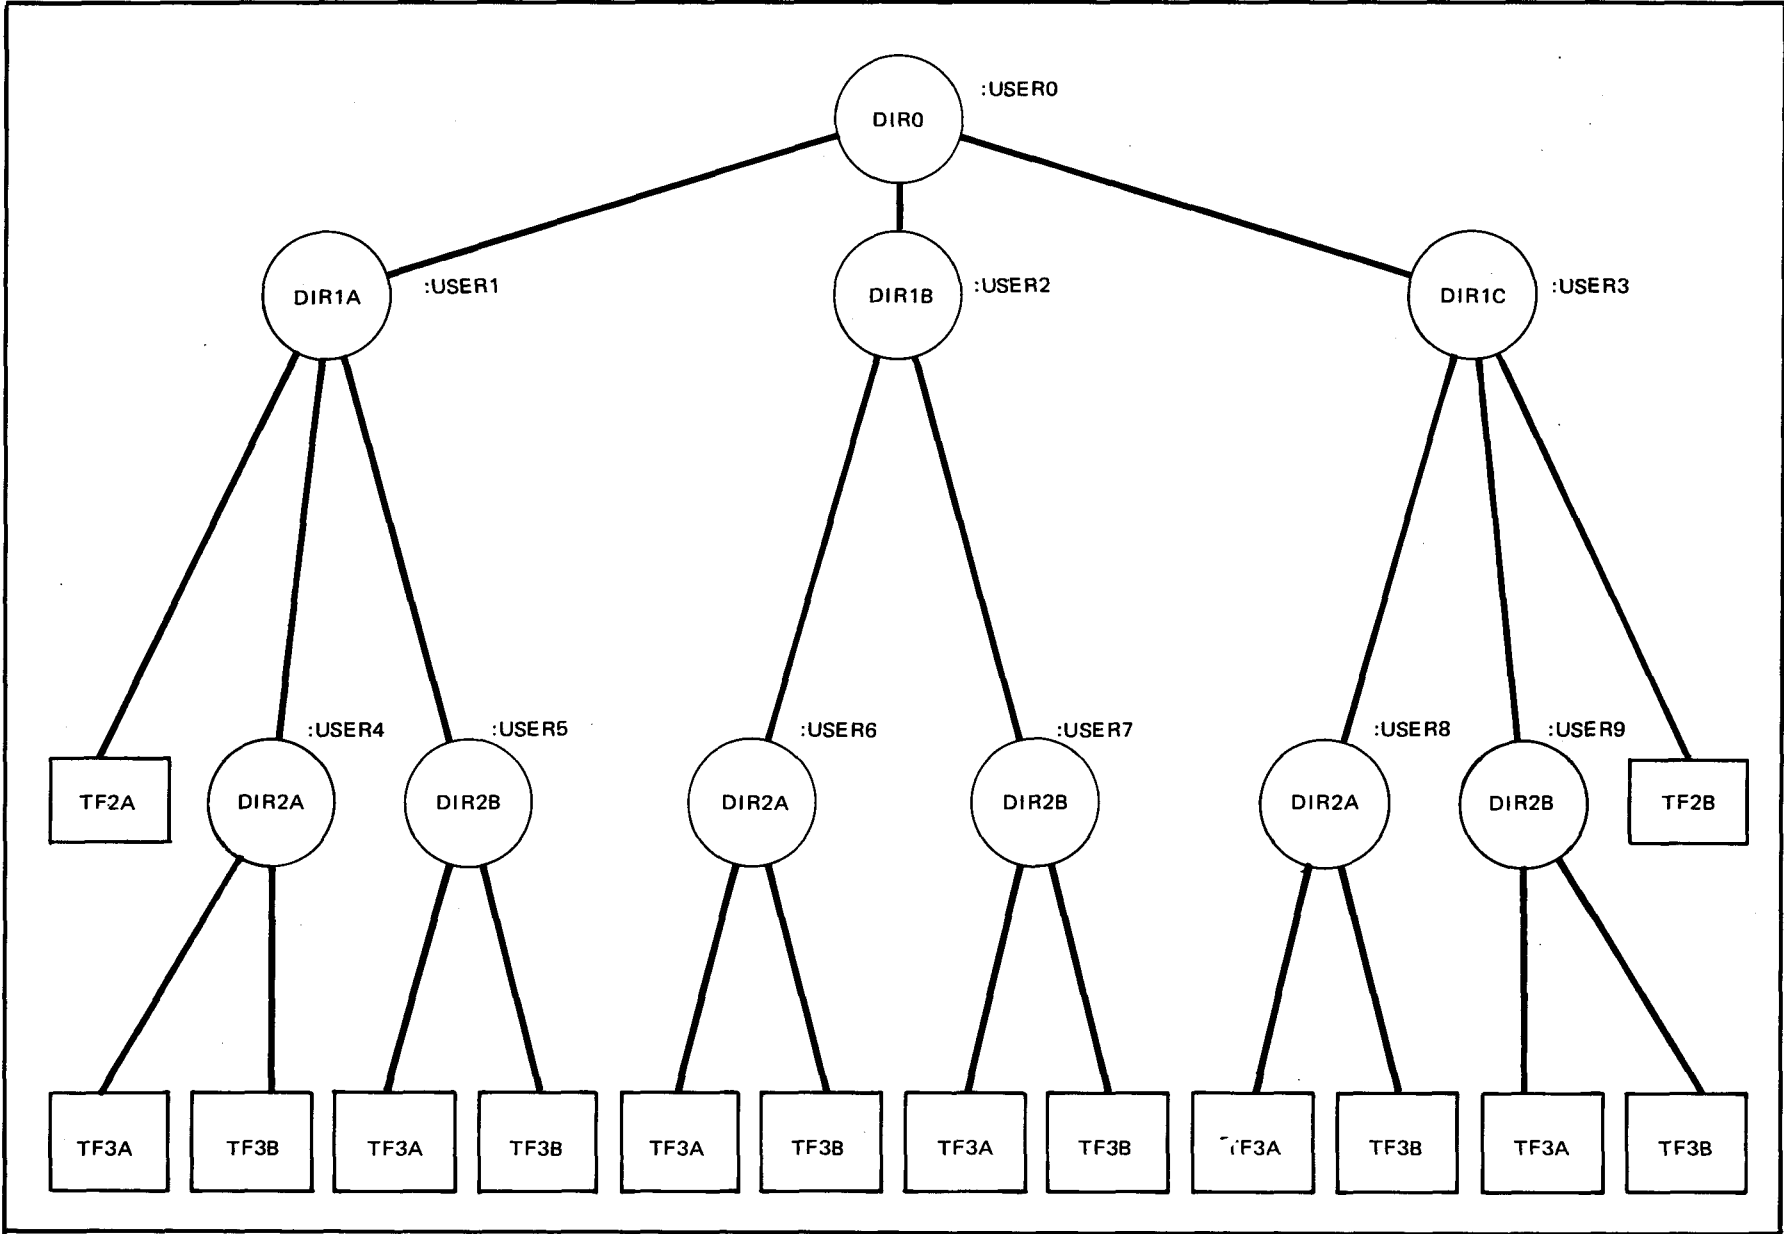 :USER0
DIR0
DIR1A
:USER1
DIR1B
:USER2
DIR1C
:USER3
:USER4
:USER5
:USER6
:USER7
:USER8
:USER9
TF2A
DIR2A
DIR2B
DIR2A
DIR2B
DIR2A
DIR2B
TF2B
TF3A
TF3B
TF3A
TF3B
TF3A
TF3B
TF3A
TF3B
TF3A
TF3B
TF3A
TF3B